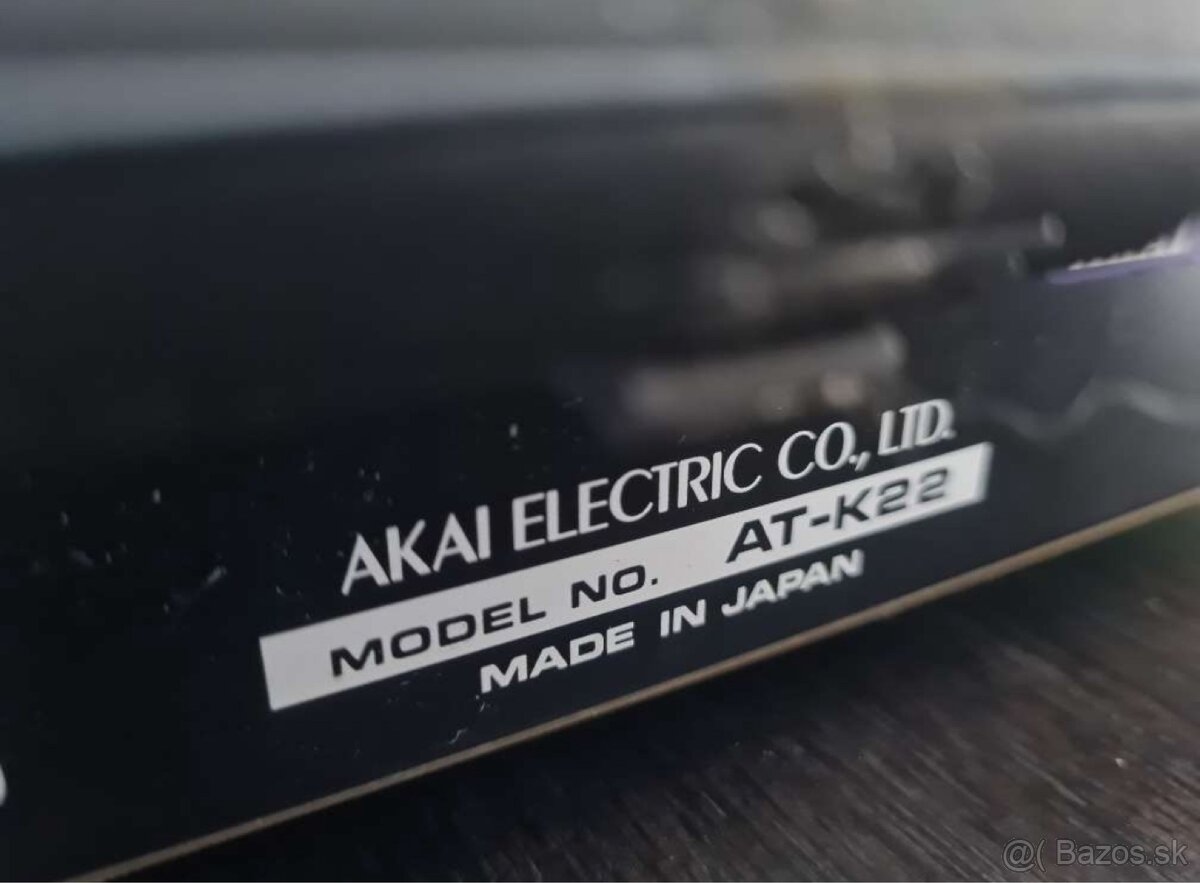 AKAI ELECTRIC CO., LTD.
MODEL NO. AT-K22
MADE IN JAPAN
@( Bazos.sk